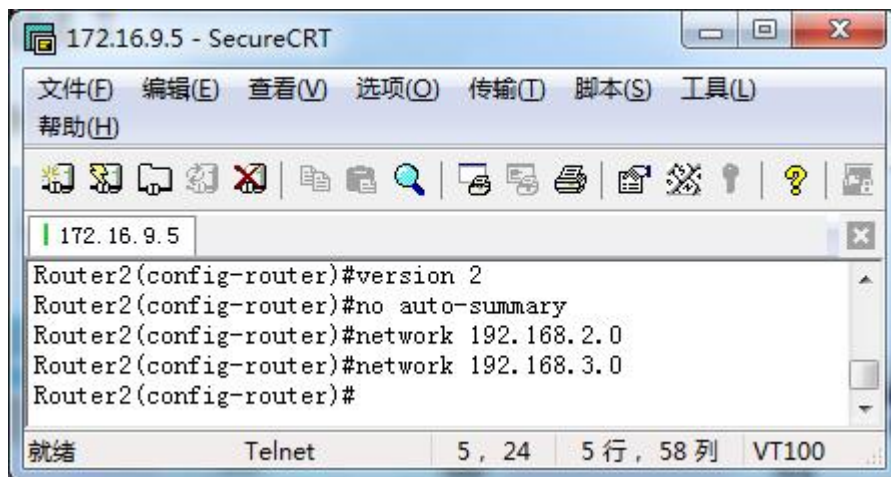 172.16.9.5 - SecureCRT
文件(F) 编辑(E) 查看(V) 选项(O) 传输(T) 脚本(S) 工具(L)
帮助(H)
172.16.9.5
Router2(config-router)#version 2
Router2(config-router)#no auto-summary
Router2(config-router)#network 192.168.2.0
Router2(config-router)#network 192.168.3.0
Router2(config-router)#
就绪 Telnet 5, 24 5 行, 58 列 VT100